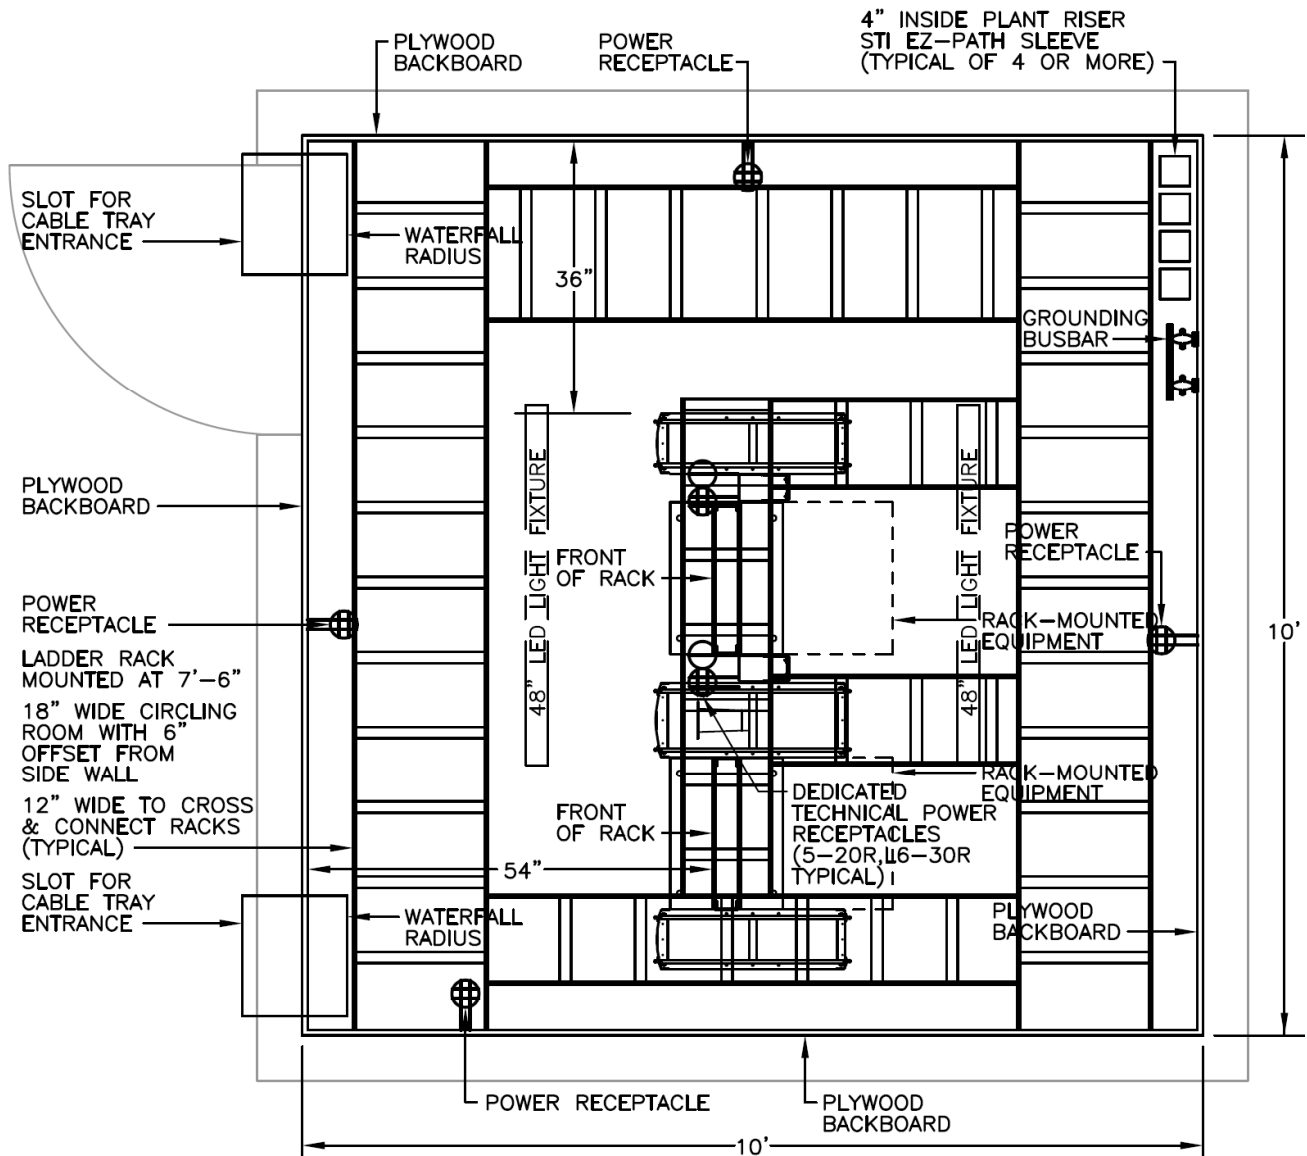 4" INSIDE PLANT RISER
STI EZ-PATH SLEEVE
(TYPICAL OF 4 OR MORE)
PLYWOOD
BACKBOARD
POWER
RECEPTACLE
SLOT FOR
CABLE TRAY
ENTRANCE
WATERFALL
RADIUS
36"
GROUNDING
BUSBAR
PLYWOOD
BACKBOARD
48" LED LIGHT FIXTURE
48" LED LIGHT FIXTURE
FRONT
OF RACK
POWER
RECEPTACLE
POWER
RECEPTACLE
RACK-MOUNTED
EQUIPMENT
10'
LADDER RACK
MOUNTED AT 7'-6"
18" WIDE CIRCLING
ROOM WITH 6"
OFFSET FROM
SIDE WALL
12" WIDE TO CROSS
& CONNECT RACKS
(TYPICAL)
RACK-MOUNTED
EQUIPMENT
DEDICATED
TECHNICAL POWER
RECEPTACLES
(5-20R, L6-30R
TYPICAL)
FRONT
OF RACK
54"
SLOT FOR
CABLE TRAY
ENTRANCE
WATERFALL
RADIUS
PLYWOOD
BACKBOARD
POWER RECEPTACLE
PLYWOOD
BACKBOARD
10'